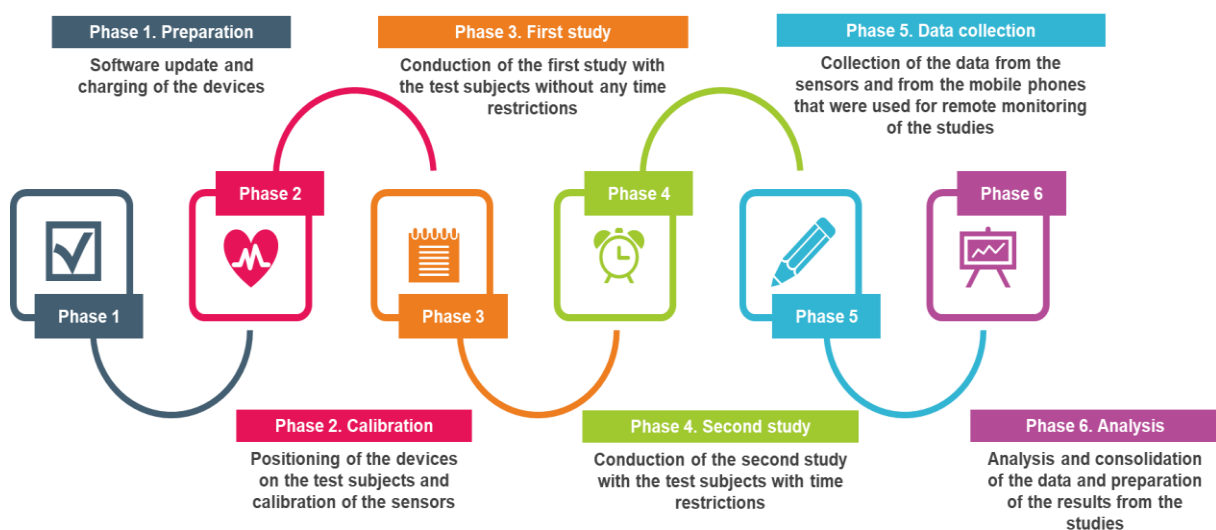 Phase 1. Preparation
Software update and
charging of the devices
Phase 3. First study
Conduction of the first study with
the test subjects without any time
restrictions
Phase 5. Data collection
Collection of the data from the
sensors and from the mobile phones
that were used for remote monitoring
of the studies
Phase 1
Phase 2
Phase 3
Phase 4
Phase 5
Phase 6
Phase 2. Calibration
Positioning of the devices
on the test subjects and
calibration of the sensors
Phase 4. Second study
Conduction of the second study
with the test subjects with time
restrictions
Phase 6. Analysis
Analysis and consolidation
of the data and preparation
of the results from the
studies